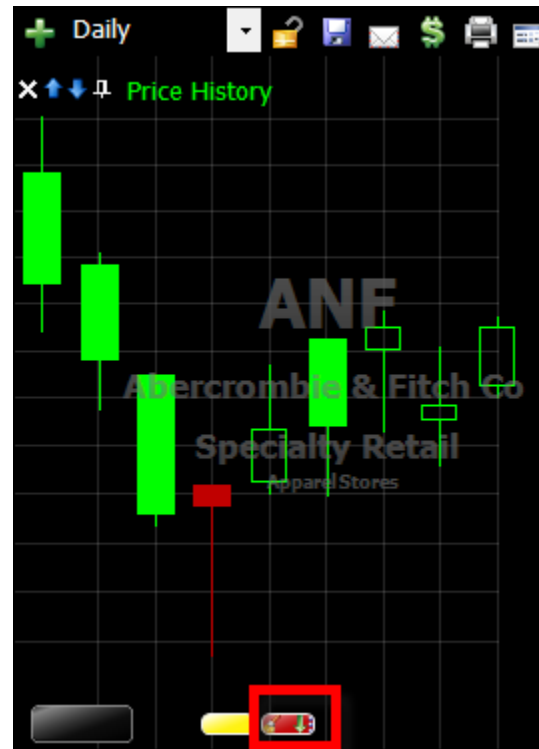 Daily
Price History
ANF
Abercrombie & Fitch Co
Specialty Retail
Apparel Stores